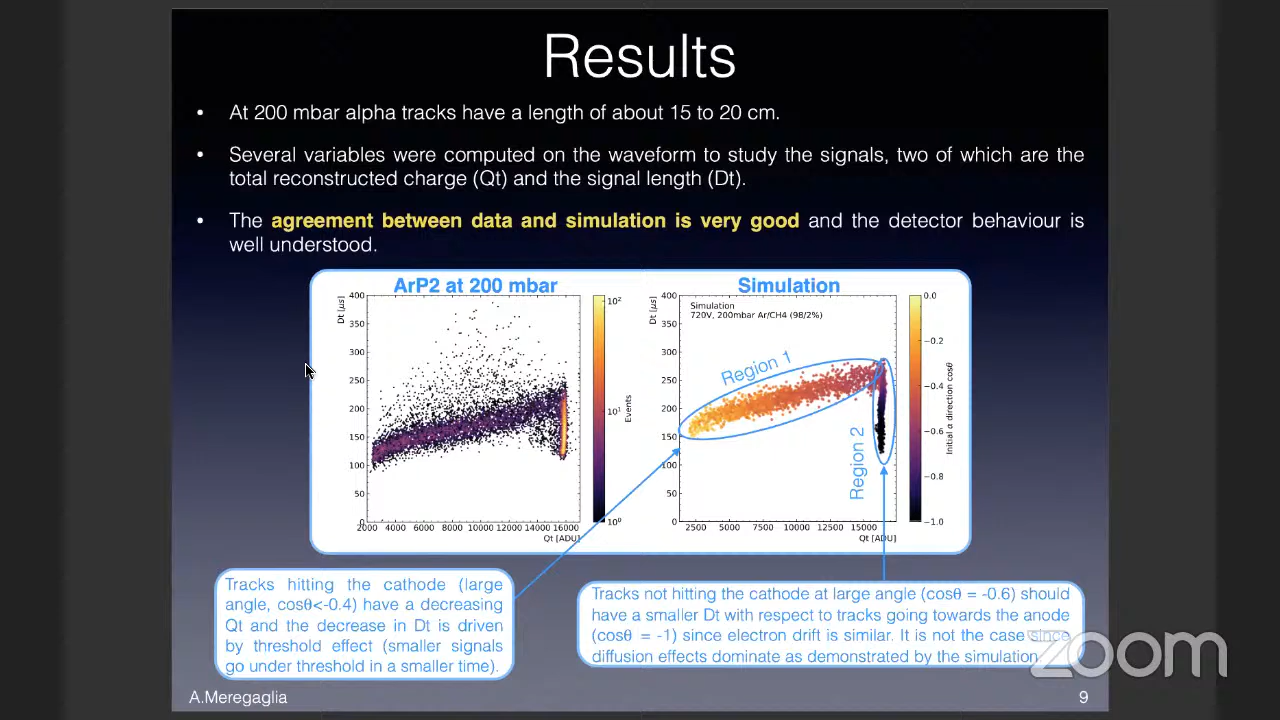 Results
• At 200 mbar alpha tracks have a length of about 15 to 20 cm.
• Several variables were computed on the waveform to study the signals, two of which are the
total reconstructed charge (Qt) and the signal length (Dt).
• The agreement between data and simulation is very good and the detector behaviour is
well understood.
ArP2 at 200 mbar
Dt [µs]
400
350
300
250
200
150
100
50
0
2000 4000 6000 8000 10000 12000 14000 16000
Qt [ADU]
10²
10¹
10⁰
Events
Simulation
Dt [µs]
400
350
300
250
200
150
100
50
0
Simulation
720V, 200mbar Ar/CH4 (98/2%)
Region 1
Region 2
2500 5000 7500 10000 12500 15000
Qt [ADU]
0.0
−0.2
−0.4
−0.6
−0.8
−1.0
Initial α direction cosθ
Tracks hitting the cathode (large
angle, cosθ<-0.4) have a decreasing
Qt and the decrease in Dt is driven
by threshold effect (smaller signals
go under threshold in a smaller time).
Tracks not hitting the cathode at large angle (cosθ = -0.6) should
have a smaller Dt with respect to tracks going towards the anode
(cosθ = -1) since electron drift is similar. It is not the case since
diffusion effects dominate as demonstrated by the simulation.
zoom
A.Meregaglia
9